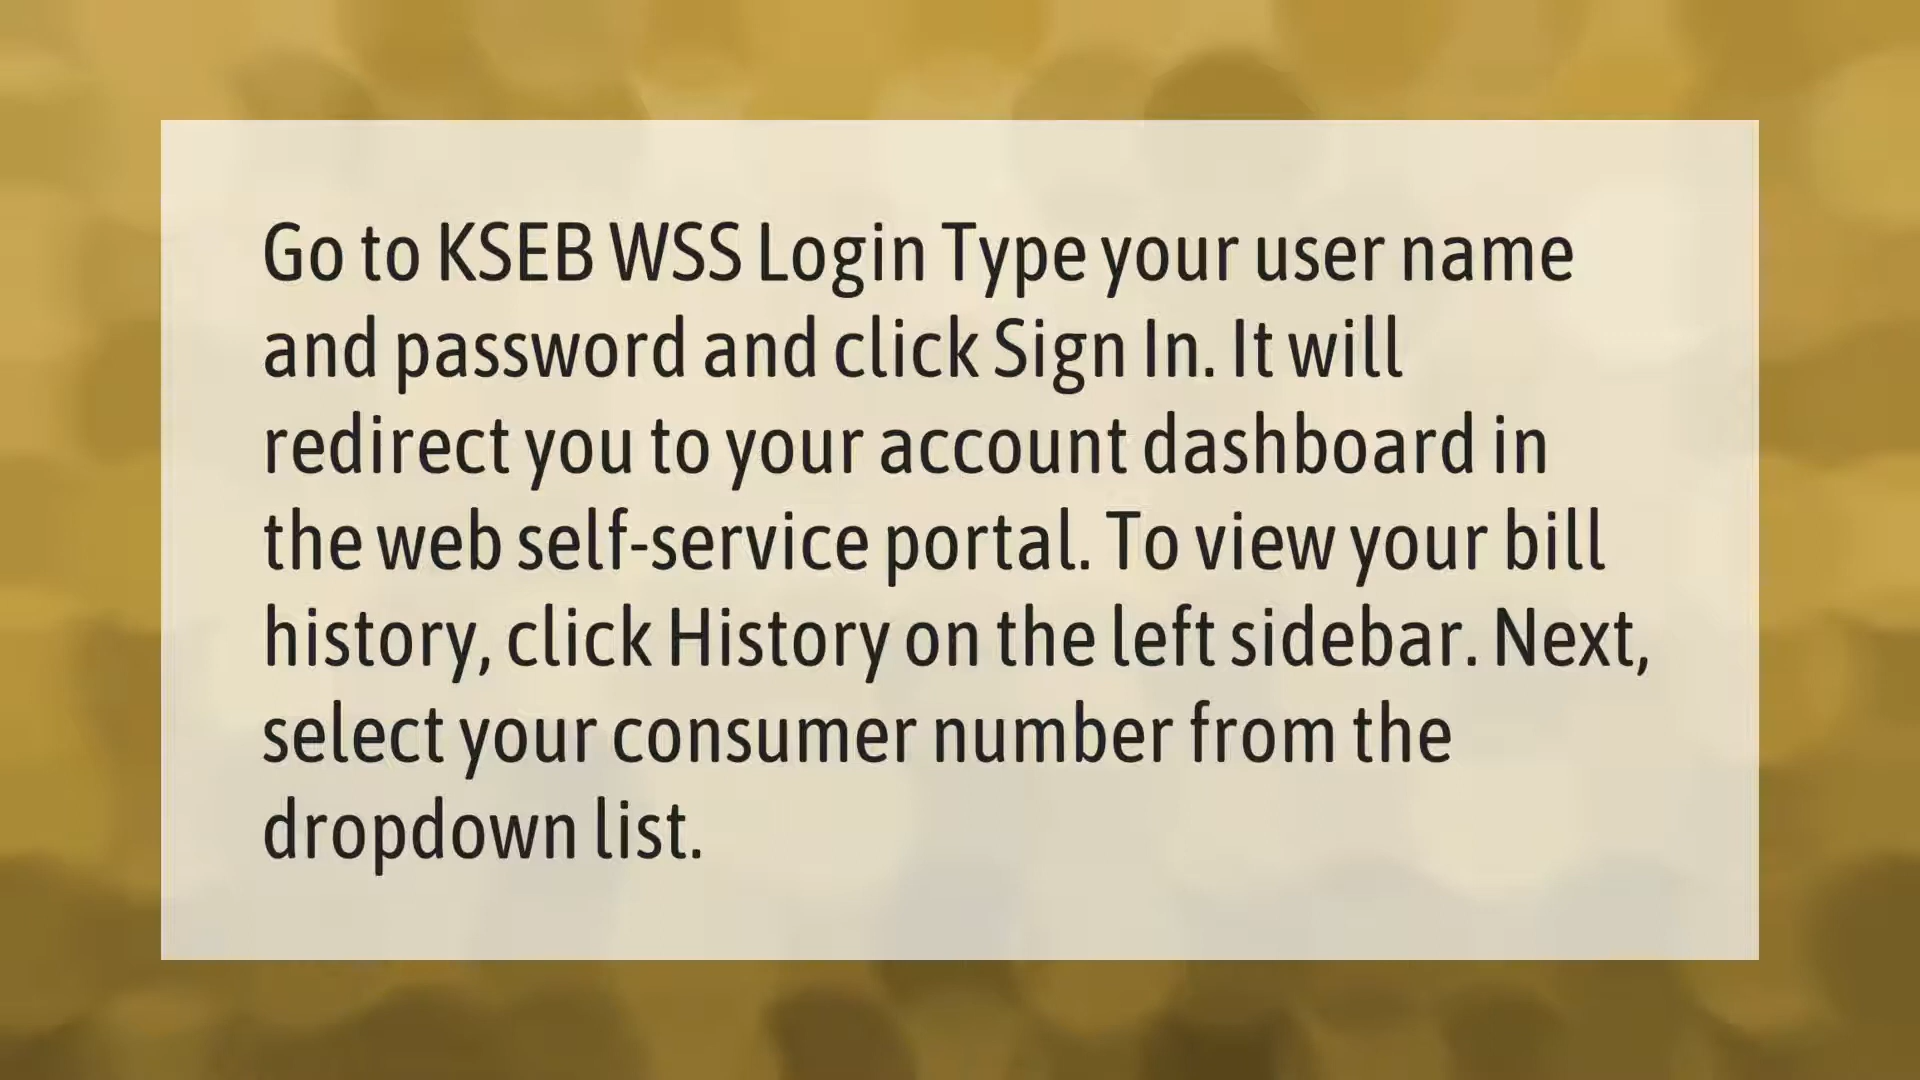 Go to KSEB WSS Login Type your user name
and password and click Sign In. It will
redirect you to your account dashboard in
the web self-service portal. To view your bill
history, click History on the left sidebar. Next,
select your consumer number from the
dropdown list.